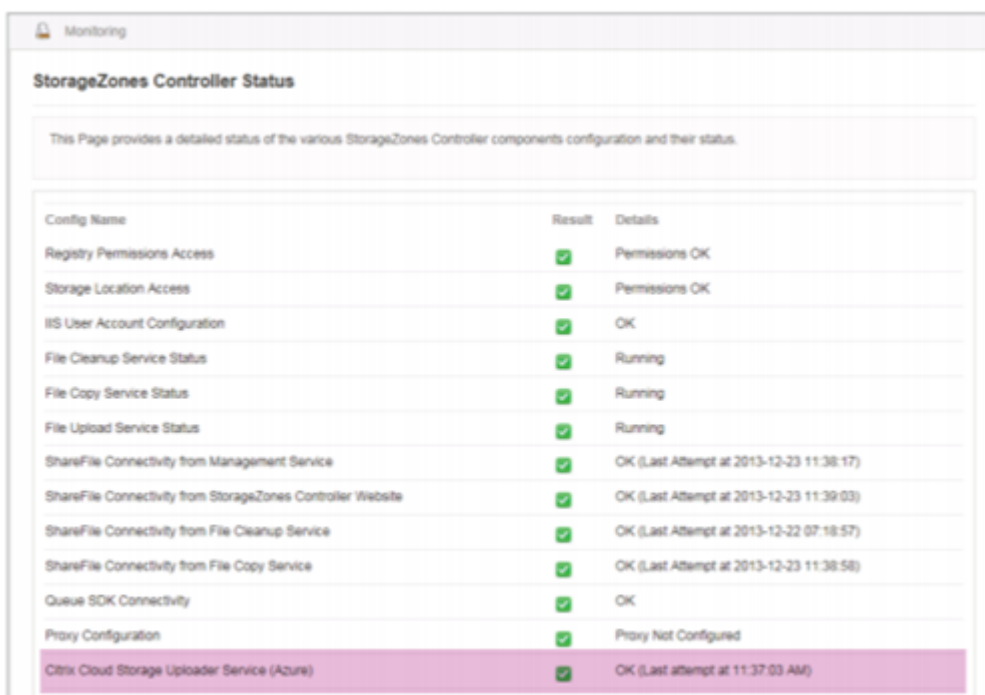 Monitoring
StorageZones Controller Status
This Page provides a detailed status of the various StorageZones Controller components configuration and their status.
Config Name Result Details
Registry Permissions Access Permissions OK
Storage Location Access Permissions OK
IIS User Account Configuration OK
File Cleanup Service Status Running
File Copy Service Status Running
File Upload Service Status Running
ShareFile Connectivity from Management Service OK (Last Attempt at 2013-12-23 11:38:17)
ShareFile Connectivity from StorageZones Controller Website OK (Last Attempt at 2013-12-23 11:39:03)
ShareFile Connectivity from File Cleanup Service OK (Last Attempt at 2013-12-22 07:18:57)
ShareFile Connectivity from File Copy Service OK (Last Attempt at 2013-12-23 11:38:58)
Queue SDK Connectivity OK
Proxy Configuration Proxy Not Configured
Citrix Cloud Storage Uploader Service (Azure) OK (Last attempt at 11:37:03 AM)